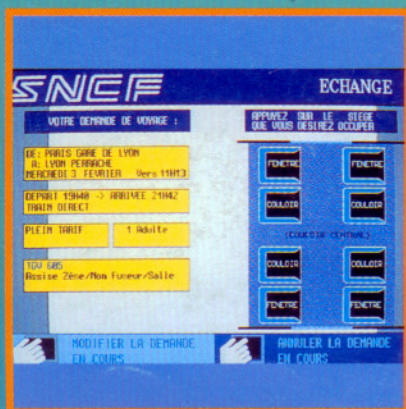 SNCF
ECHANGE
VOTRE DEMANDE DE VOYAGE :
DE: PARIS GARE DE LYON
A: LYON PERRACHE
MERCREDI 3 FEVRIER Vers 11H13
DEPART 19H40 -> ARRIVEE 21H42
TRAIN DIRECT
PLEIN TARIF
1 Adulte
TGV 605
Assise 2ème/Non fumeur/Salle
MODIFIER LA DEMANDE
EN COURS
APPUYEZ SUR LE SIEGE
QUE VOUS DESIREZ OCCUPER
FENETRE FENETRE
COULOIR COULOIR
(COULOIR CENTRAL)
COULOIR COULOIR
FENETRE FENETRE
ANNULER LA DEMANDE
EN COURS